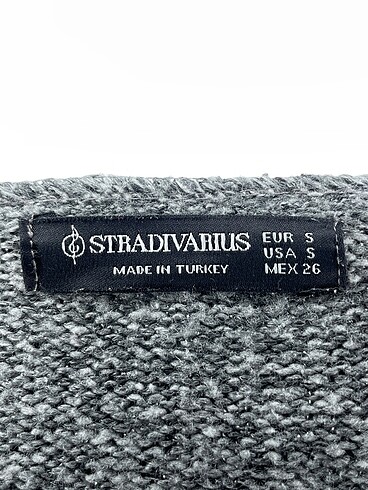 STRADIVARIUS
MADE IN TURKEY
EUR S
USA S
MEX 26